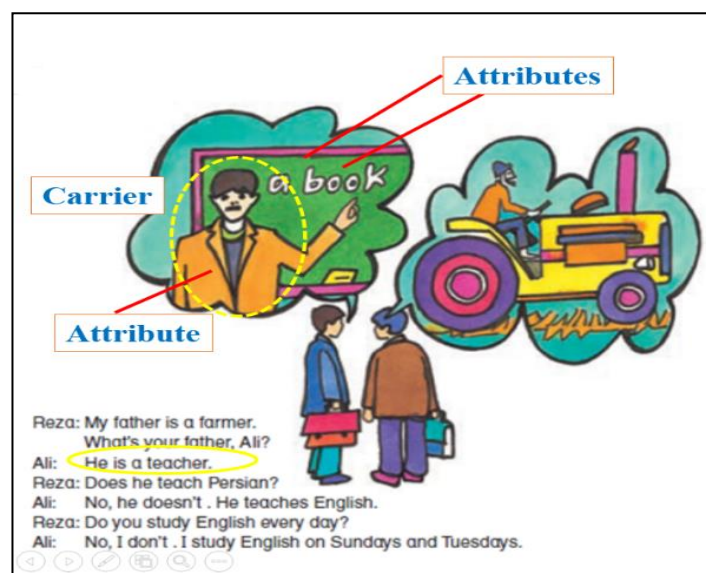 Attributes
a book
Carrier
Attribute
Reza: My father is a farmer.
What's your father, Ali?
Ali: He is a teacher.
Reza: Does he teach Persian?
Ali: No, he doesn't . He teaches English.
Reza: Do you study English every day?
Ali: No, I don't . I study English on Sundays and Tuesdays.